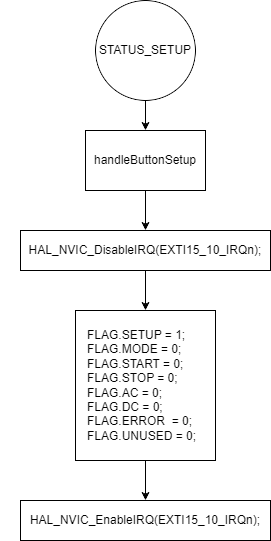 STATUS_SETUP
handleButtonSetup
HAL_NVIC_DisableIRQ(EXTI15_10_IRQn);
FLAG.SETUP = 1;
FLAG.MODE = 0;
FLAG.START = 0;
FLAG.STOP = 0;
FLAG.AC = 0;
FLAG.DC = 0;
FLAG.ERROR  = 0;
FLAG.UNUSED = 0;
HAL_NVIC_EnableIRQ(EXTI15_10_IRQn);